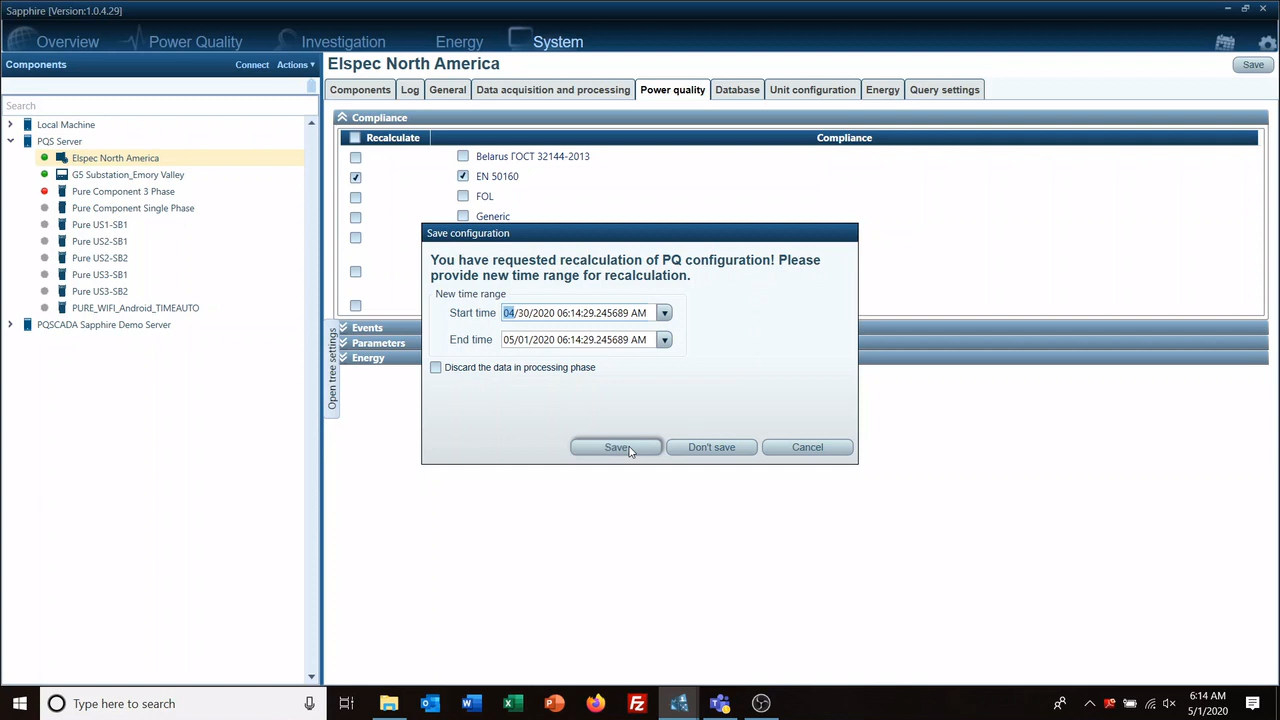 Sapphire [Version:1.0.4.29]
Overview Power Quality Investigation Energy System
Components Connect Actions
Elspec North America Save
Components Log General Data acquisition and processing Power quality Database Unit configuration Energy Query settings
Search
Local Machine
PQS Server
Elspec North America
G5 Substation_Emory Valley
Pure Component 3 Phase
Pure Component Single Phase
Pure US1-SB1
Pure US2-SB1
Pure US2-SB2
Pure US3-SB1
Pure US3-SB2
PURE_WIFI_Android_TIMEAUTO
PQSCADA Sapphire Demo Server
Open tree settings
Compliance
Recalculate Compliance
Belarus ГОСТ 32144-2013
EN 50160
FOL
Generic
Events
Parameters
Energy
Save configuration
You have requested recalculation of PQ configuration! Please
provide new time range for recalculation.
New time range
Start time 04/30/2020 06:14:29.245689 AM
End time 05/01/2020 06:14:29.245689 AM
Discard the data in processing phase
Save Don't save Cancel
Type here to search
6:14 AM
5/1/2020